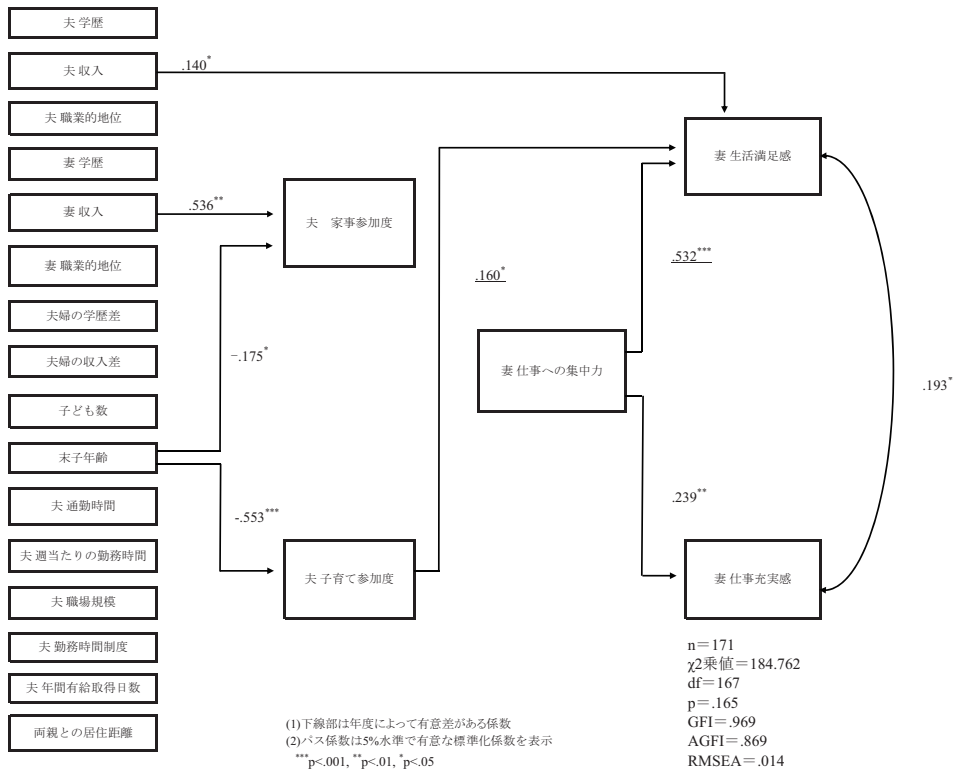 夫 学歴
夫 収入
夫 職業的地位
妻 学歴
妻 収入
妻 職業的地位
夫婦の学歴差
夫婦の収入差
子ども数
末子年齢
夫 通勤時間
夫 週当たりの勤務時間
夫 職場規模
夫 勤務時間制度
夫 年間有給取得日数
両親との居住距離
.140*
.536**
-.175*
-.553***
夫　家事参加度
夫 子育て参加度
.160*
妻 仕事への集中力
.532***
.239**
妻 生活満足感
妻 仕事充実感
.193*
n＝171
χ2乗値＝184.762
df＝167
p＝.165
GFI＝.969
AGFI＝.869
RMSEA＝.014
(1)下線部は年度によって有意差がある係数
(2)パス係数は5%水準で有意な標準化係数を表示
***p<.001, **p<.01, *p<.05